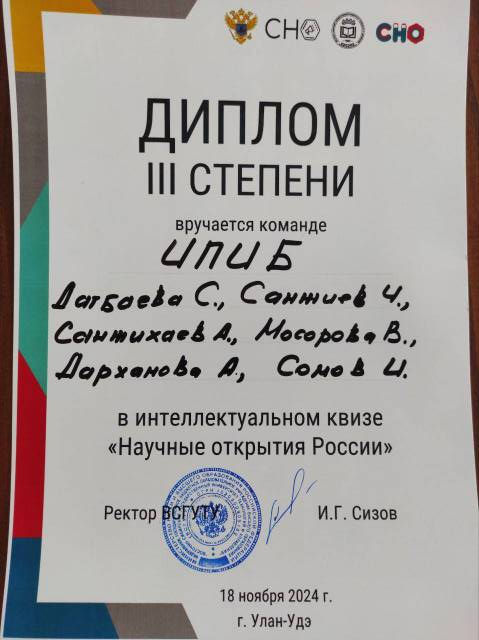 СНО
СНО
ДИПЛОМ
III СТЕПЕНИ
вручается команде
ИПИБ
Датбаева С., Сантиев Ч.,
Сантихаев А., Мосорова В.,
Дарханова А., Сомов И.
в интеллектуальном квизе
«Научные открытия России»
Ректор ВСГУТУ
И.Г. Сизов
18 ноября 2024 г.
г. Улан-Удэ